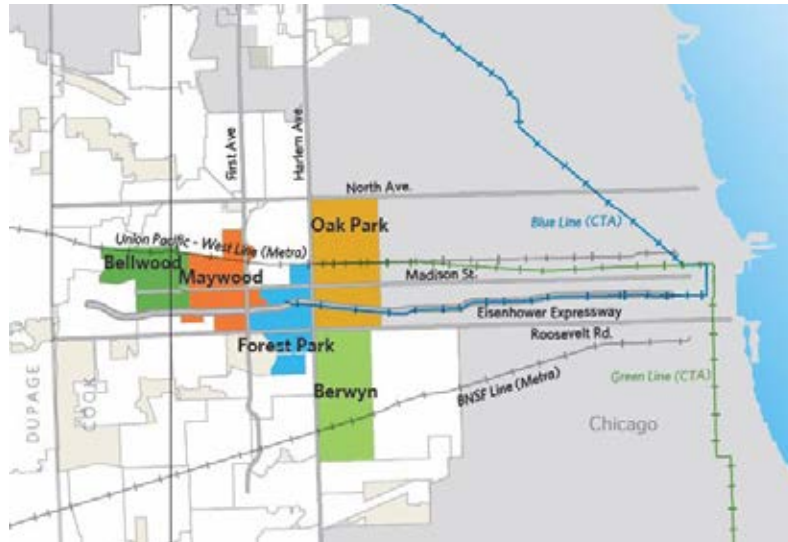 First Ave
Harlem Ave.
North Ave.
Oak Park
Blue Line (CTA)
Union Pacific - West Line (Metra)
Bellwood
Maywood
Madison St.
Eisenhower Expressway
Roosevelt Rd.
Forest Park
Berwyn
BNSF Line (Metra)
Green Line (CTA)
DUPAGE
COOK
Chicago